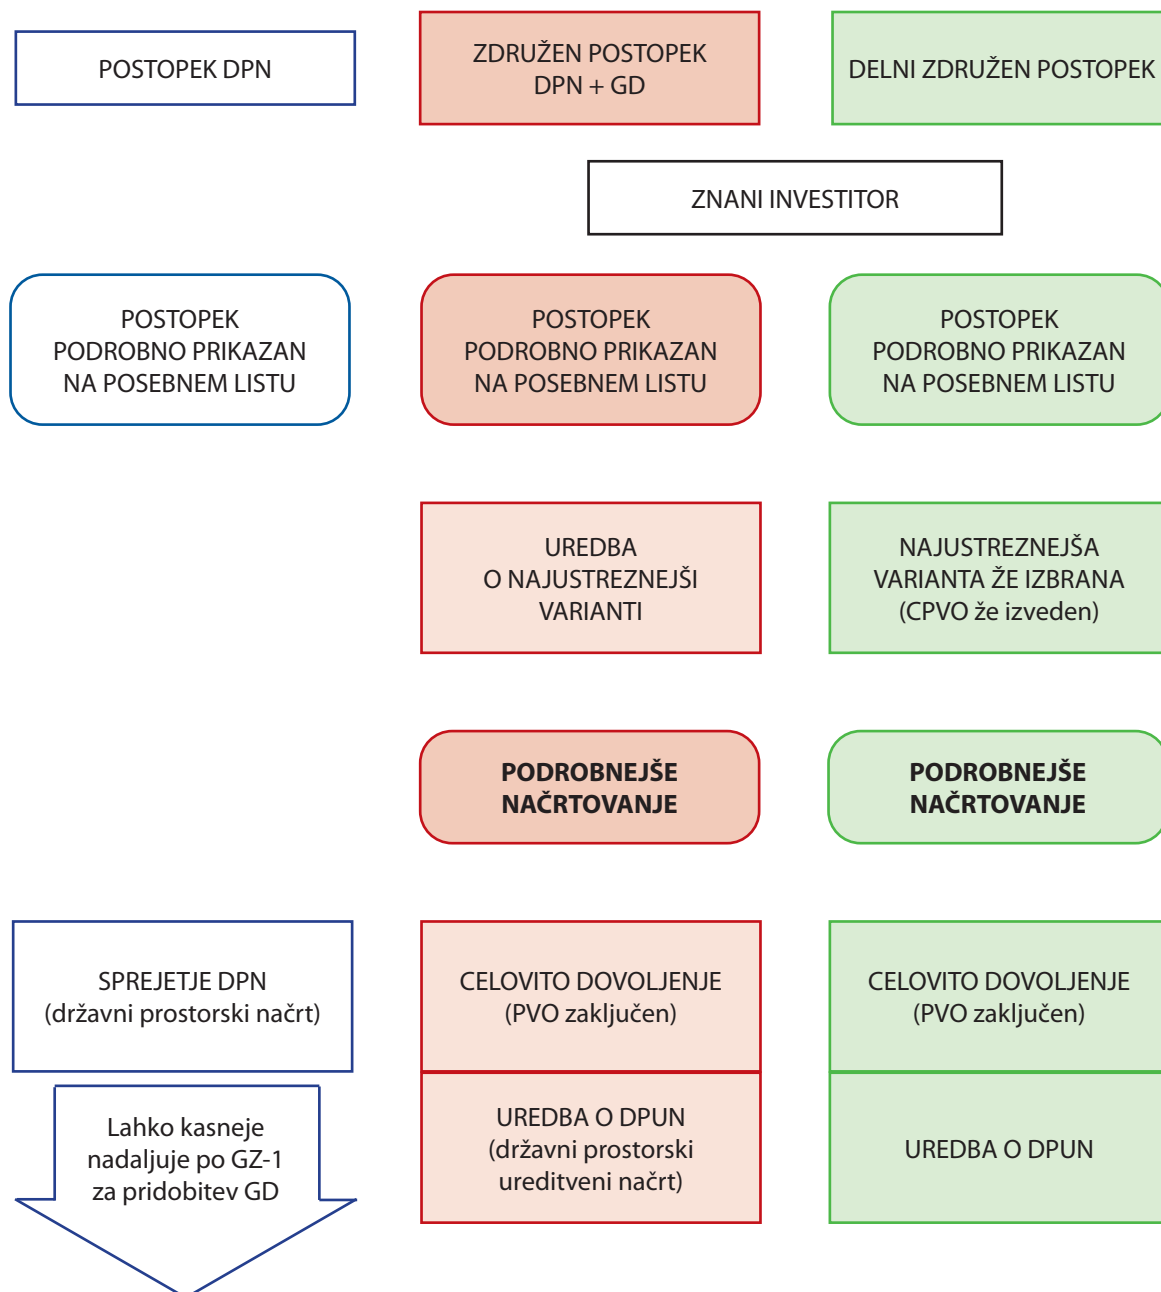 POSTOPEK DPN
ZDRUŽEN POSTOPEK
DPN + GD
DELNI ZDRUŽEN POSTOPEK
ZNANI INVESTITOR
POSTOPEK
PODROBNO PRIKAZAN
NA POSEBNEM LISTU
POSTOPEK
PODROBNO PRIKAZAN
NA POSEBNEM LISTU
POSTOPEK
PODROBNO PRIKAZAN
NA POSEBNEM LISTU
UREDBA
O NAJUSTREZNEJŠI
VARIANTI
NAJUSTREZNEJŠA
VARIANTA ŽE IZBRANA
(CPVO že izveden)
PODROBNEJŠE
NAČRTOVANJE
PODROBNEJŠE
NAČRTOVANJE
SPREJETJE DPN
(državni prostorski načrt)
CELOVITO DOVOLJENJE
(PVO zaključen)
CELOVITO DOVOLJENJE
(PVO zaključen)
Lahko kasneje
nadaljuje po GZ-1
za pridobitev GD
UREDBA O DPUN
(državni prostorski
ureditveni načrt)
UREDBA O DPUN